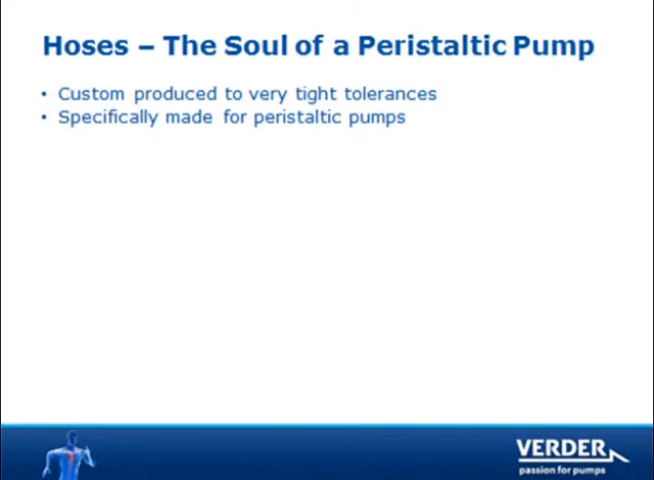 Hoses – The Soul of a Peristaltic Pump
• Custom produced to very tight tolerances
• Specifically made for peristaltic pumps
VERDER
passion for pumps